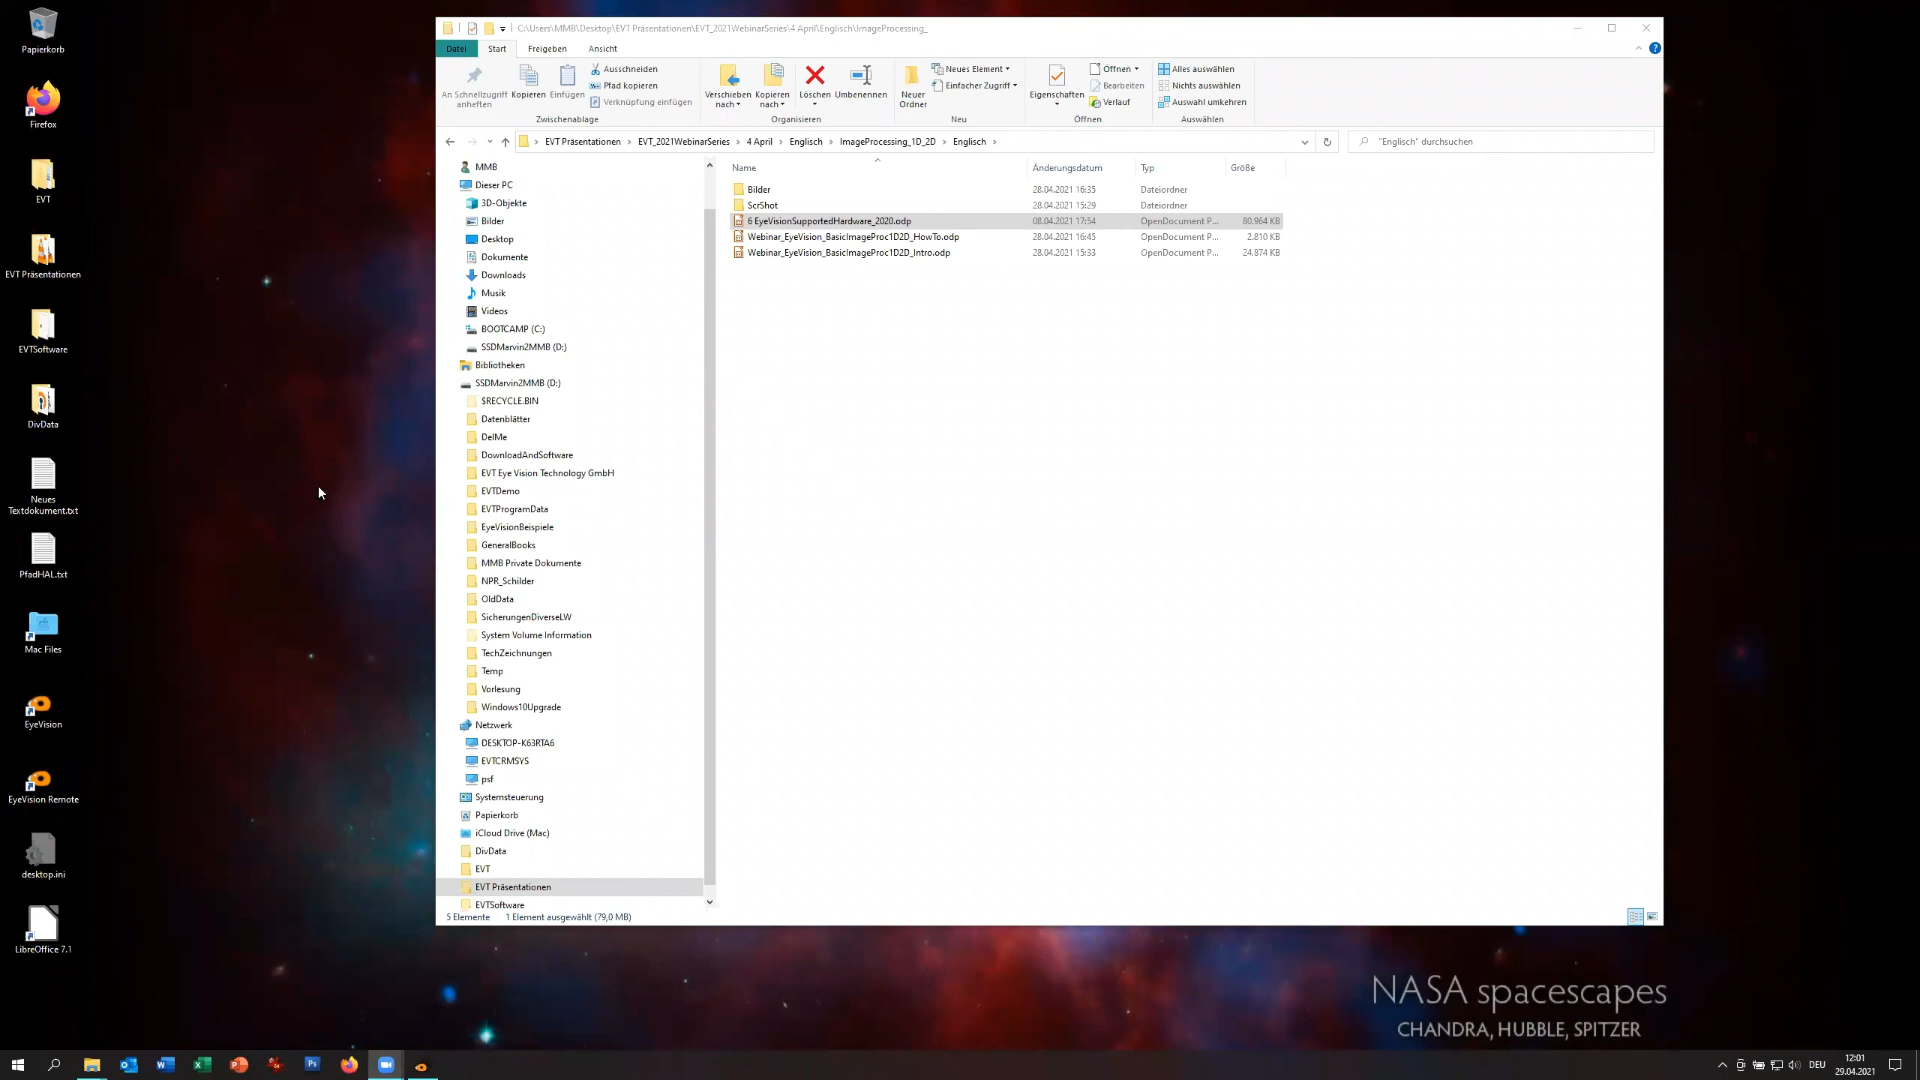 Papierkorb
Firefox
EVT
EVT Präsentationen
EVTSoftware
DivData
Neues
Textdokument.txt
PfadHAL.txt
Mac Files
EyeVision
EyeVision Remote
desktop.ini
LibreOffice 7.1
C:\Users\MMB\Desktop\EVT Präsentationen\EVT_2021WebinarSeries\4 April\Englisch\ImageProcessing_
Datei Start Freigeben Ansicht
An Schnellzugriff
anheften
Kopieren
Einfügen
Ausschneiden
Pfad kopieren
Verknüpfung einfügen
Zwischenablage
Verschieben
nach
Kopieren
nach
Löschen
Umbenennen
Organisieren
Neuer
Ordner
Neues Element
Einfacher Zugriff
Neu
Eigenschaften
Öffnen
Bearbeiten
Verlauf
Öffnen
Alles auswählen
Nichts auswählen
Auswahl umkehren
Auswählen
EVT Präsentationen EVT_2021WebinarSeries 4 April Englisch ImageProcessing_1D_2D Englisch
"Englisch" durchsuchen
MMB
Dieser PC
3D-Objekte
Bilder
Desktop
Dokumente
Downloads
Musik
Videos
BOOTCAMP (C:)
SSDMarvin2MMB (D:)
Bibliotheken
SSDMarvin2MMB (D:)
$RECYCLE.BIN
Datenblätter
DelMe
DownloadAndSoftware
EVT Eye Vision Technology GmbH
EVTDemo
EVTProgramData
EyeVisionBeispiele
GeneralBooks
MMB Private Dokumente
NPR_Schilder
OldData
SicherungenDiverseLW
System Volume Information
TechZeichnungen
Temp
Vorlesung
Windows10Upgrade
Netzwerk
DESKTOP-K63RTA6
EVTCRMSYS
psf
Systemsteuerung
Papierkorb
iCloud Drive (Mac)
DivData
EVT
EVT Präsentationen
EVTSoftware
Name Änderungsdatum Typ Größe
Bilder 28.04.2021 16:35 Dateiordner
ScrShot 28.04.2021 15:29 Dateiordner
6 EyeVisionSupportedHardware_2020.odp 08.04.2021 17:54 OpenDocument P... 80.964 KB
Webinar_EyeVision_BasicImageProc1D2D_HowTo.odp 28.04.2021 16:45 OpenDocument P... 2.810 KB
Webinar_EyeVision_BasicImageProc1D2D_Intro.odp 28.04.2021 15:33 OpenDocument P... 24.874 KB
5 Elemente 1 Element ausgewählt (79,0 MB)
NASA spacescapes
CHANDRA, HUBBLE, SPITZER
DEU
12:01
29.04.2021